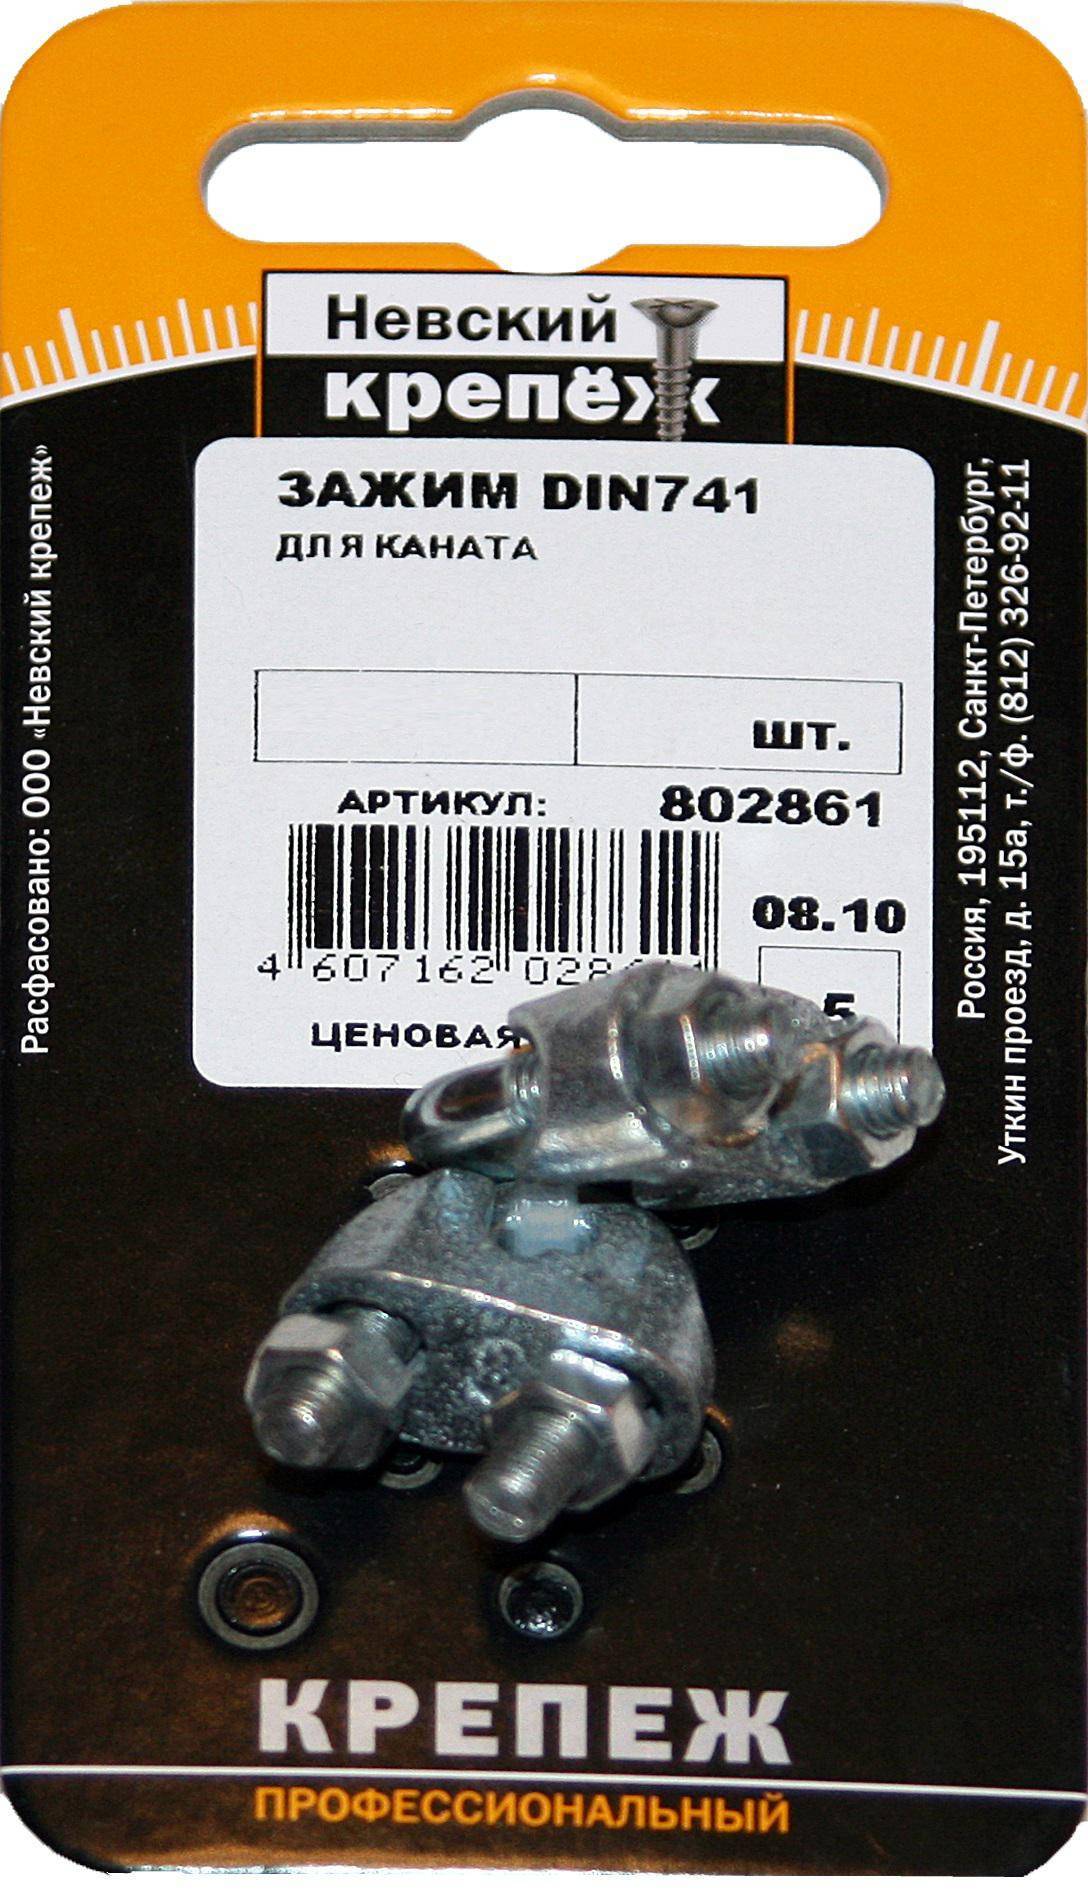 Невский
крепёж
ЗАЖИМ DIN741
ДЛЯ КАНАТА
шт.
АРТИКУЛ: 802861
08.10
4 607162
5
ЦЕНОВАЯ
Расфасовано: ООО «Невский крепеж»
Россия, 195112, Санкт-Петербург,
Уткин проезд, д. 15а, т./ф. (812) 326-92-11
КРЕПЕЖ
ПРОФЕССИОНАЛЬНЫЙ